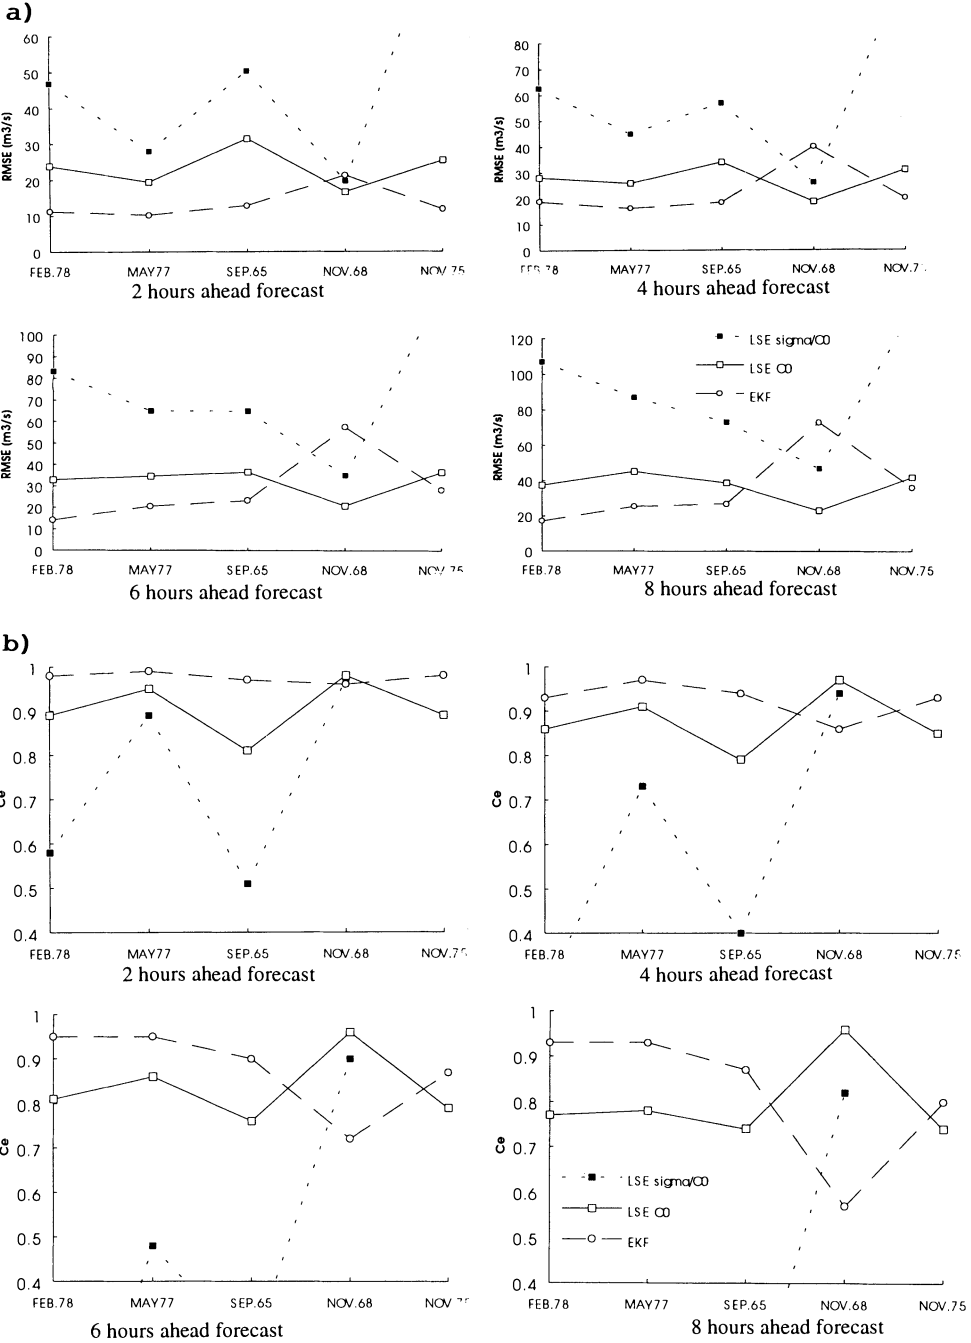 a)
60
50
40
30
20
10
0
RMSE (m3/s)
FEB.78 MAY77 SEP.65 NOV.68 NOV.75
2 hours ahead forecast
80
70
60
50
40
30
20
10
0
RMSE (m3/s)
MAY77 SEP.65 NOV.68
4 hours ahead forecast
100
90
80
70
60
50
40
30
20
10
0
RMSE (m3/s)
FEB.78 MAY77 SEP.65 NOV.68
6 hours ahead forecast
120
100
80
60
40
20
0
RMSE (m3/s)
LSE sigma/C0
LSE C0
EKF
FEB.78 MAY77 SEP.65 NOV.68 NOV.75
8 hours ahead forecast
b)
1
0.9
0.8
0.7
0.6
0.5
0.4
Ce
FEB.78 MAY77 SEP.65 NOV.68 NOV.75
2 hours ahead forecast
1
0.9
0.8
0.7
0.6
0.5
0.4
Ce
FEB.78 MAY77 SEP.65 NOV.68 NOV.75
4 hours ahead forecast
1
0.9
0.8
0.7
0.6
0.5
0.4
Ce
FEB.78 MAY77 SEP.65 NOV.68 NOV
6 hours ahead forecast
1
0.9
0.8
0.7
0.6
0.5
0.4
Ce
LSE sigma/C0
LSE C0
EKF
FEB.78 MAY77 SEP.65 NOV.68 NOV.75
8 hours ahead forecast